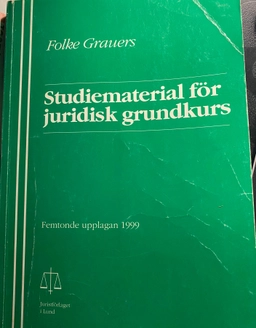 Folke Grauers
Studiematerial för
juridisk grundkurs
Femtonde upplagan 1999
Juristförlaget
i Lund